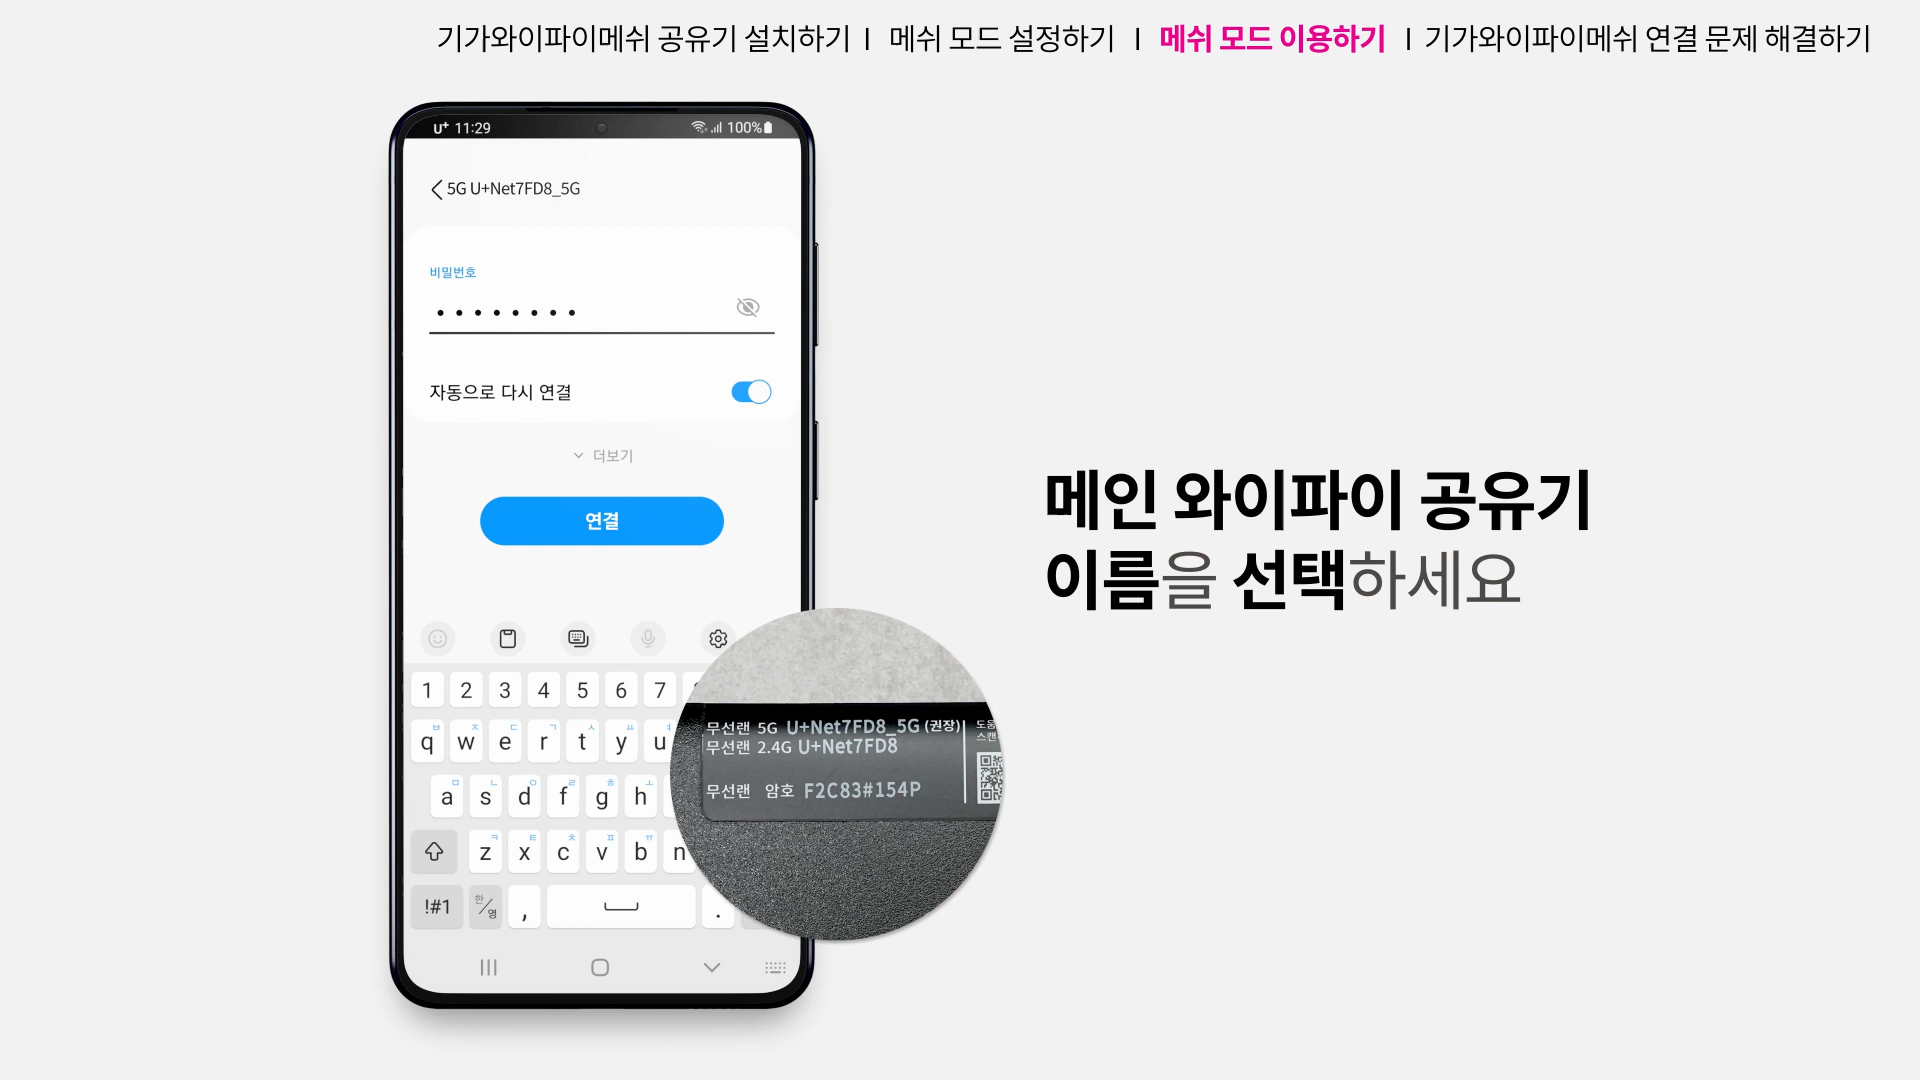 기가와이파이메쉬 공유기 설치하기 ㅣ 메쉬 모드 설정하기 ㅣ 메쉬 모드 이용하기 ㅣ 기가와이파이메쉬 연결 문제 해결하기
U+ 11:29 100%
5G U+Net7FD8_5G
비밀번호
자동으로 다시 연결
더보기
연결
메인 와이파이 공유기
이름을 선택하세요
1 2 3 4 5 6 7
q ㅂ w ㅈ e ㄷ r ㄱ t ㅅ y ㅛ u ㅕ
a ㅁ s ㄴ d ㅇ f ㄹ g ㅎ h ㅗ
z ㅋ x ㅌ c ㅊ v ㅍ b ㅠ n
!#1 한/영 , .
무선랜 5G U+Net7FD8_5G (권장)
무선랜 2.4G U+Net7FD8
무선랜 암호 F2C83#154P
도움
스캔